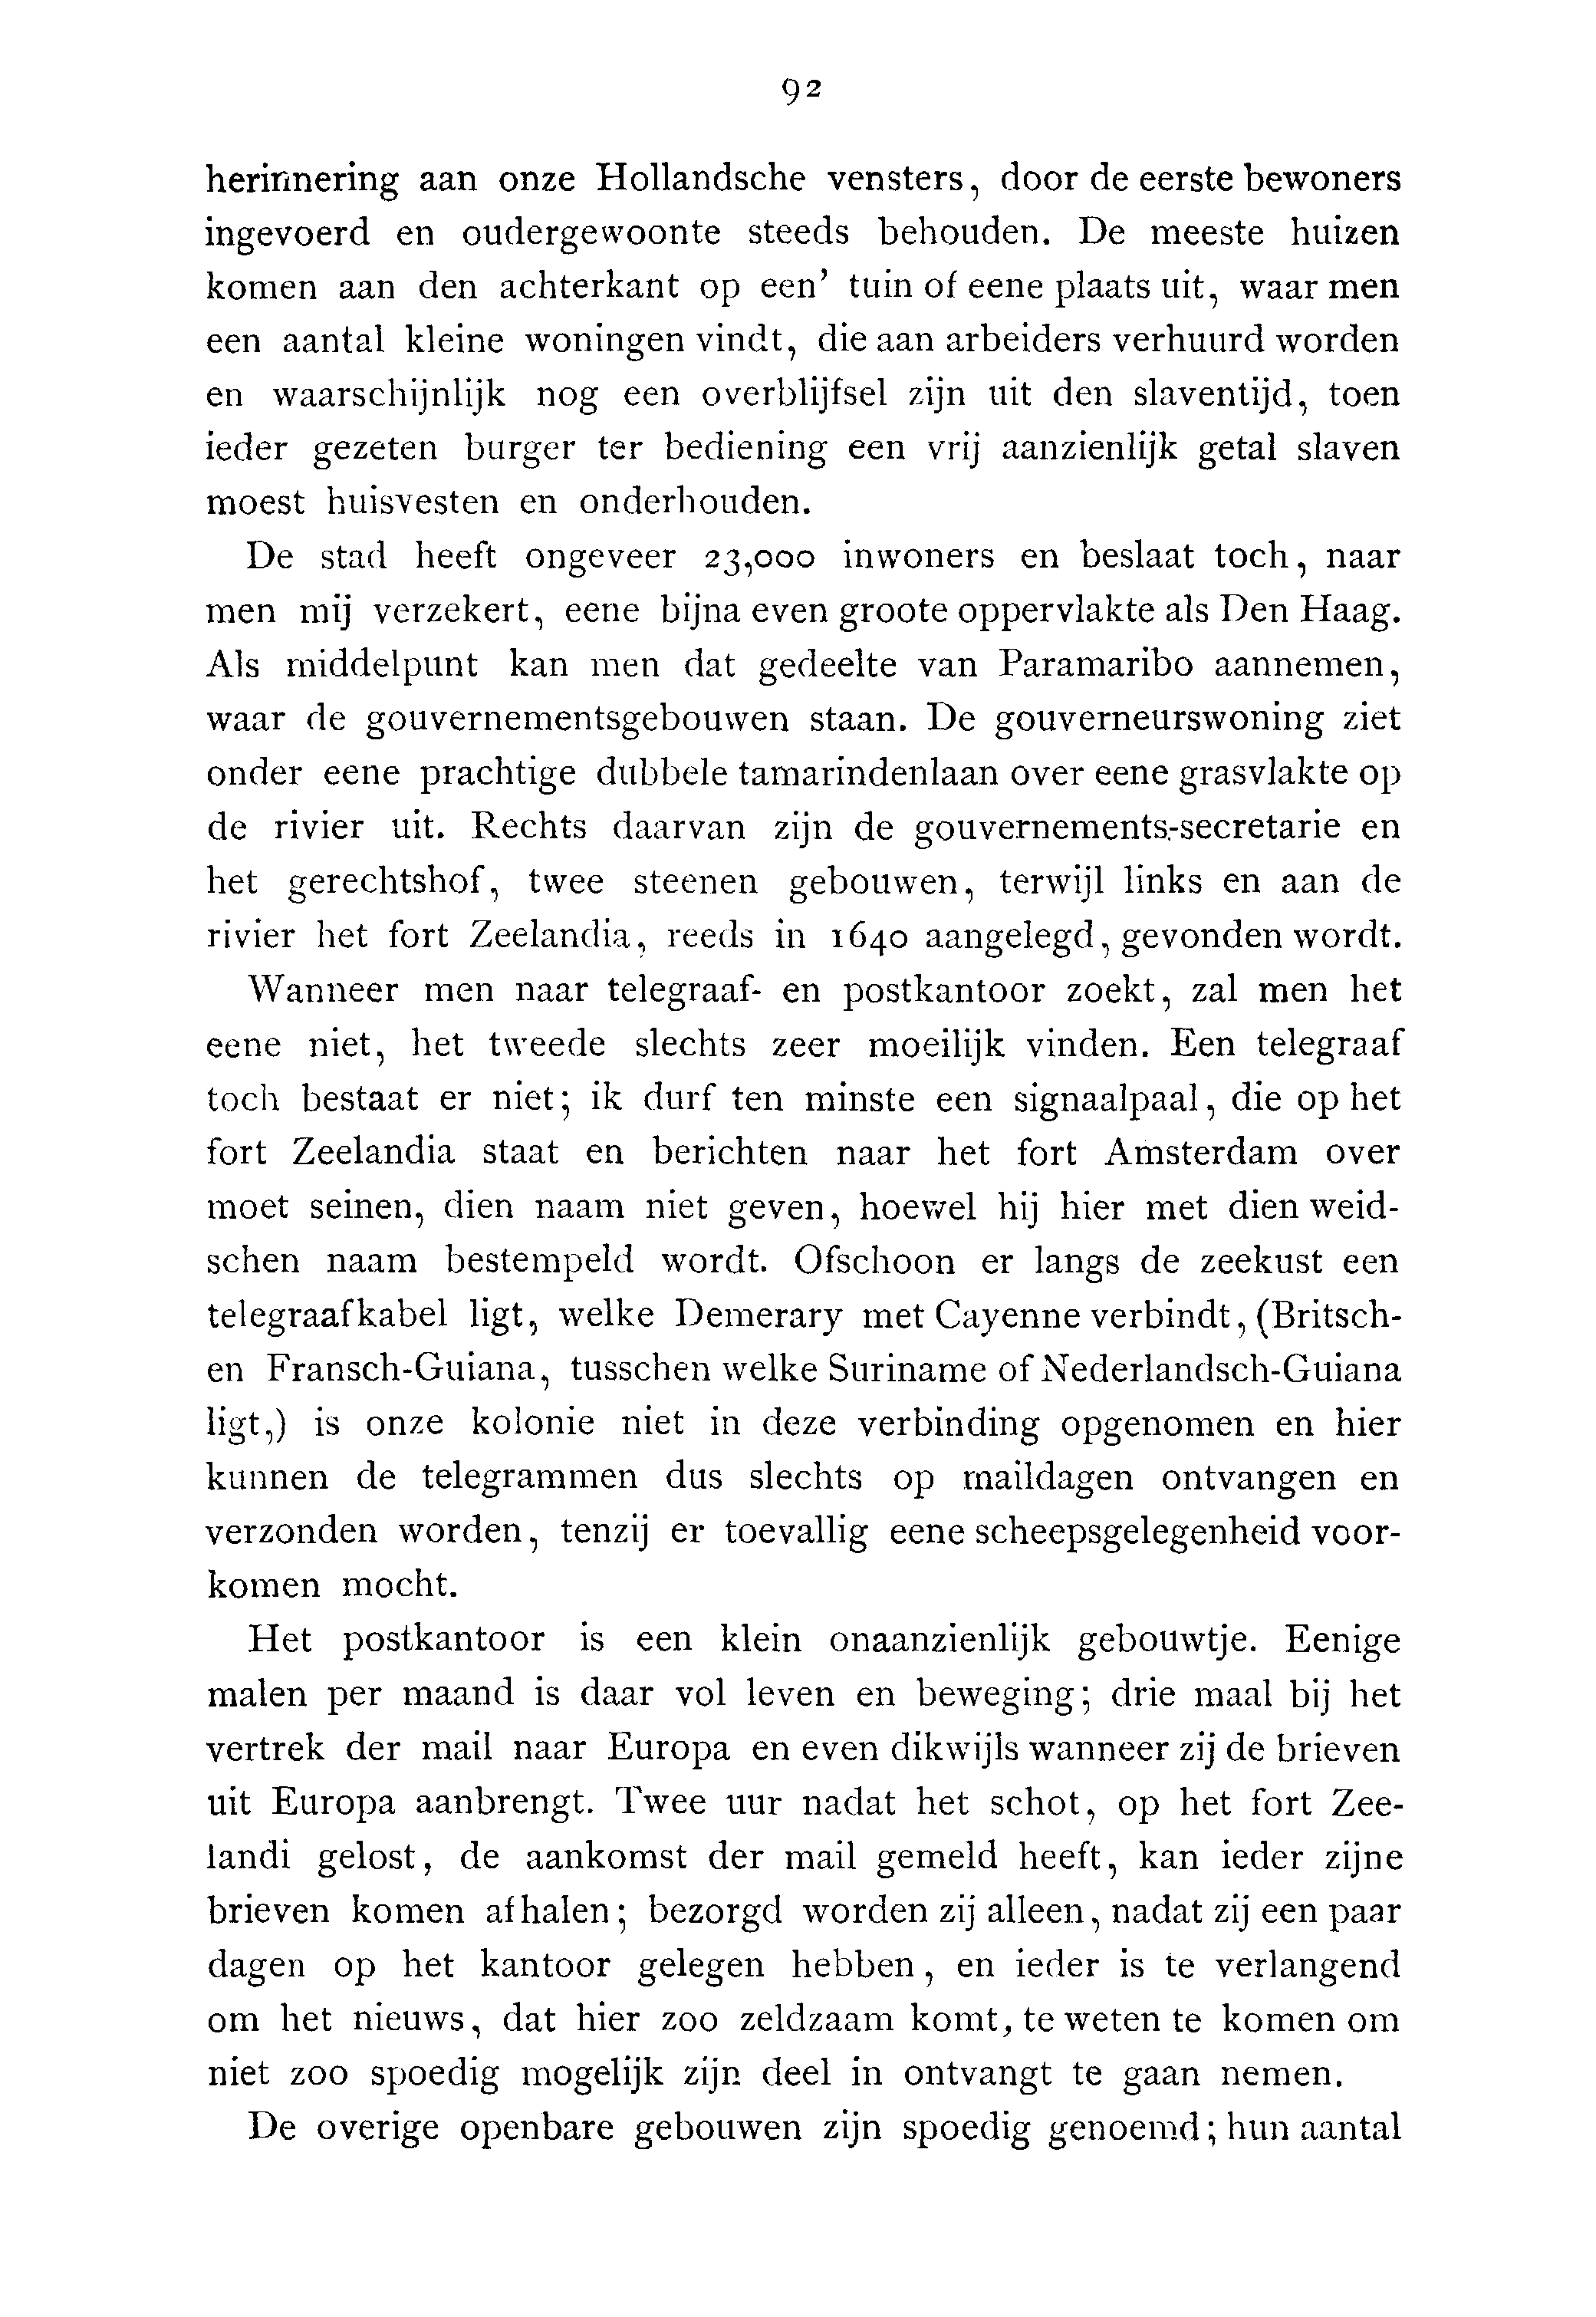 92
herinnering aan onze Hollandsche vensters, door de eerste bewoners
ingevoerd en oudergewoonte steeds behouden. De meeste huizen
komen aan den achterkant op een’ tuin of eene plaats uit, waar men
een aantal kleine woningen vindt, die aan arbeiders verhuurd worden
en waarschijnlijk nog een overblijfsel zijn uit den slaventijd, toen
ieder gezeten burger ter bediening een vrij aanzienlijk getal slaven
moest huisvesten en onderhouden.
De stad heeft ongeveer 23,000 inwoners en beslaat toch, naar
men mij verzekert, eene bijna even groote oppervlakte als Den Haag.
Als middelpunt kan men dat gedeelte van Paramaribo aannemen,
waar de gouvernementsgebouwen staan. De gouverneurswoning ziet
onder eene prachtige dubbele tamarindenlaan over eene grasvlakte op
de rivier uit. Rechts daarvan zijn de gouvernements-secretarie en
het gerechtshof, twee steenen gebouwen, terwijl links en aan de
rivier het fort Zeelandia, reeds in 1640 aangelegd, gevonden wordt.
Wanneer men naar telegraaf- en postkantoor zoekt, zal men het
eene niet, het tweede slechts zeer moeilijk vinden. Een telegraaf
toch bestaat er niet; ik durf ten minste een signaalpaal, die op het
fort Zeelandia staat en berichten naar het fort Amsterdam over
moet seinen, dien naam niet geven, hoewel hij hier met dien weid-
schen naam bestempeld wordt. Ofschoon er langs de zeekust een
telegraafkabel ligt, welke Demerary met Cayenne verbindt, (Britsch-
en Fransch-Guiana, tusschen welke Suriname of Nederlandsch-Guiana
ligt,) is onze kolonie niet in deze verbinding opgenomen en hier
kunnen de telegrammen dus slechts op maildagen ontvangen en
verzonden worden, tenzij er toevallig eene scheepsgelegenheid voor-
komen mocht.
Het postkantoor is een klein onaanzienlijk gebouwtje. Eenige
malen per maand is daar vol leven en beweging; drie maal bij het
vertrek der mail naar Europa en even dikwijls wanneer zij de brieven
uit Europa aanbrengt. Twee uur nadat het schot, op het fort Zee-
landi gelost, de aankomst der mail gemeld heeft, kan ieder zijne
brieven komen afhalen; bezorgd worden zij alleen, nadat zij een paar
dagen op het kantoor gelegen hebben, en ieder is te verlangend
om het nieuws, dat hier zoo zeldzaam komt, te weten te komen om
niet zoo spoedig mogelijk zijn deel in ontvangt te gaan nemen.
De overige openbare gebouwen zijn spoedig genoemd; hun aantal